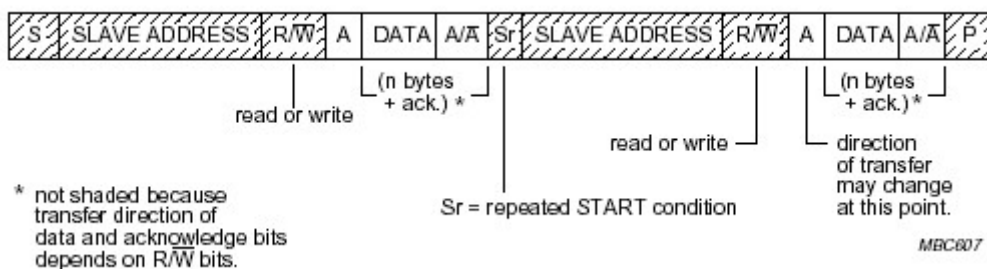 S SLAVE ADDRESS R/W̅ A DATA A/A̅ Sr SLAVE ADDRESS R/W̅ A DATA A/A̅ P
(n bytes
+ ack.) *
read or write
(n bytes
+ ack.) *
read or write
direction
of transfer
may change
at this point.
Sr = repeated START condition
* not shaded because
transfer direction of
data and acknowledge bits
depends on R/W̅ bits.
MBC607